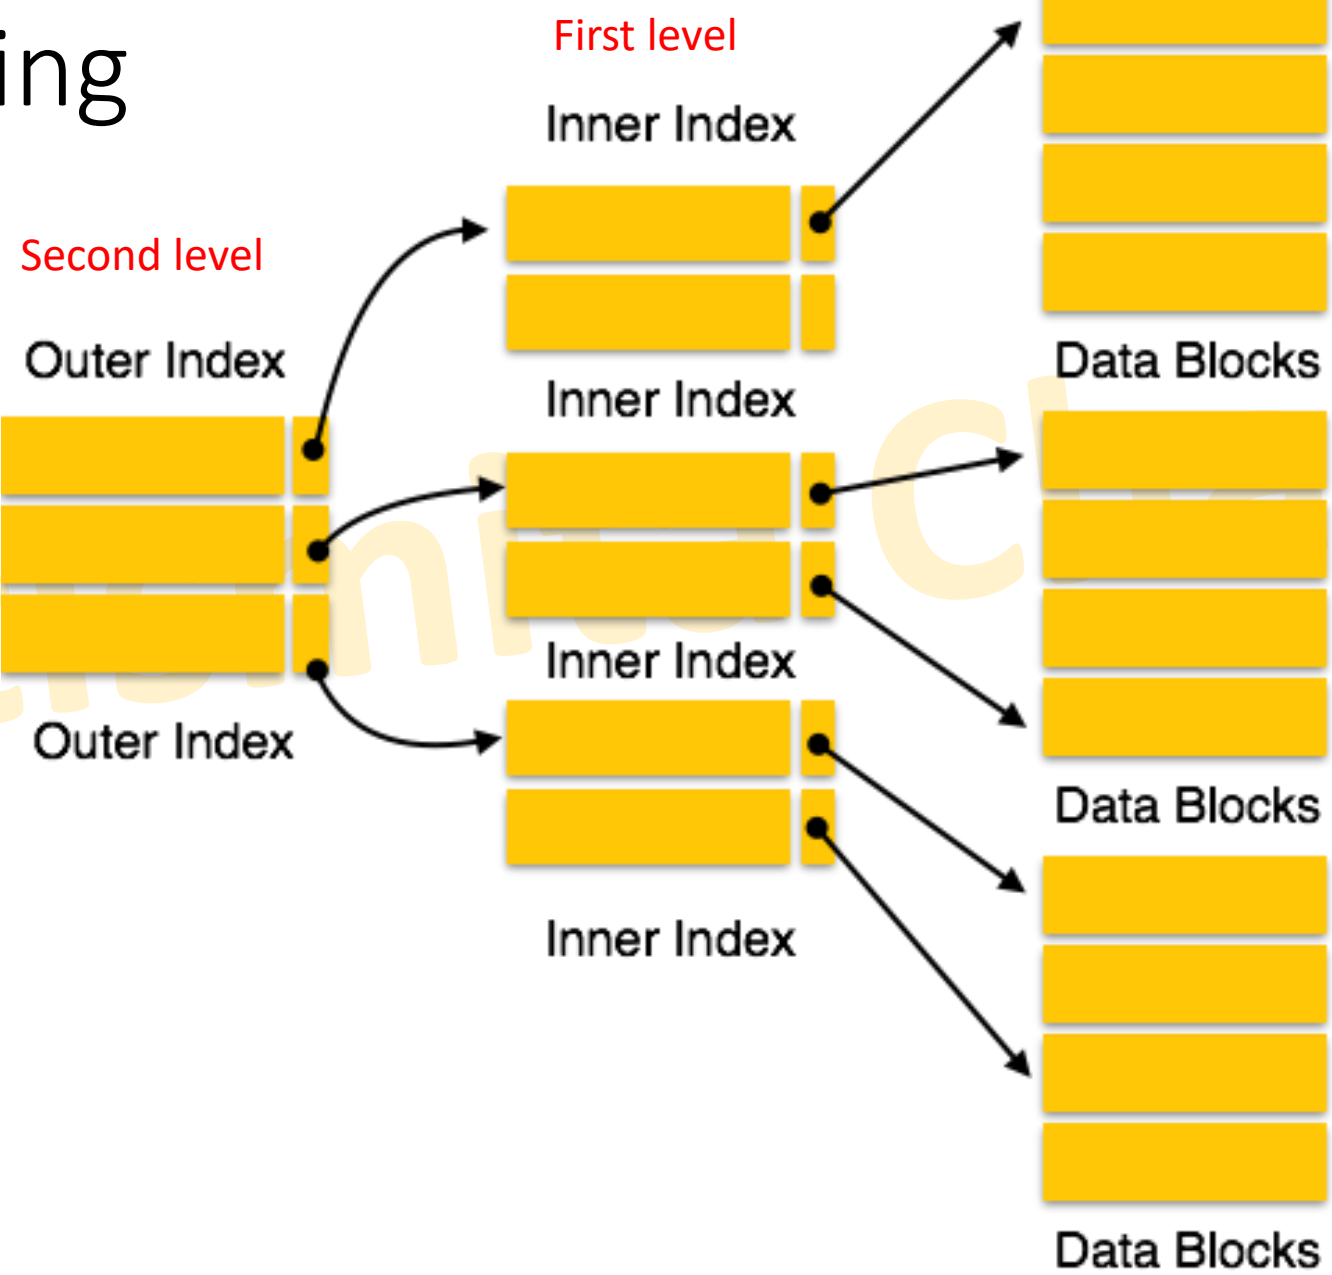 ing
First level
Inner Index
Second level
Outer Index
Data Blocks
Inner Index
Inner Index
Outer Index
Data Blocks
Inner Index
Data Blocks